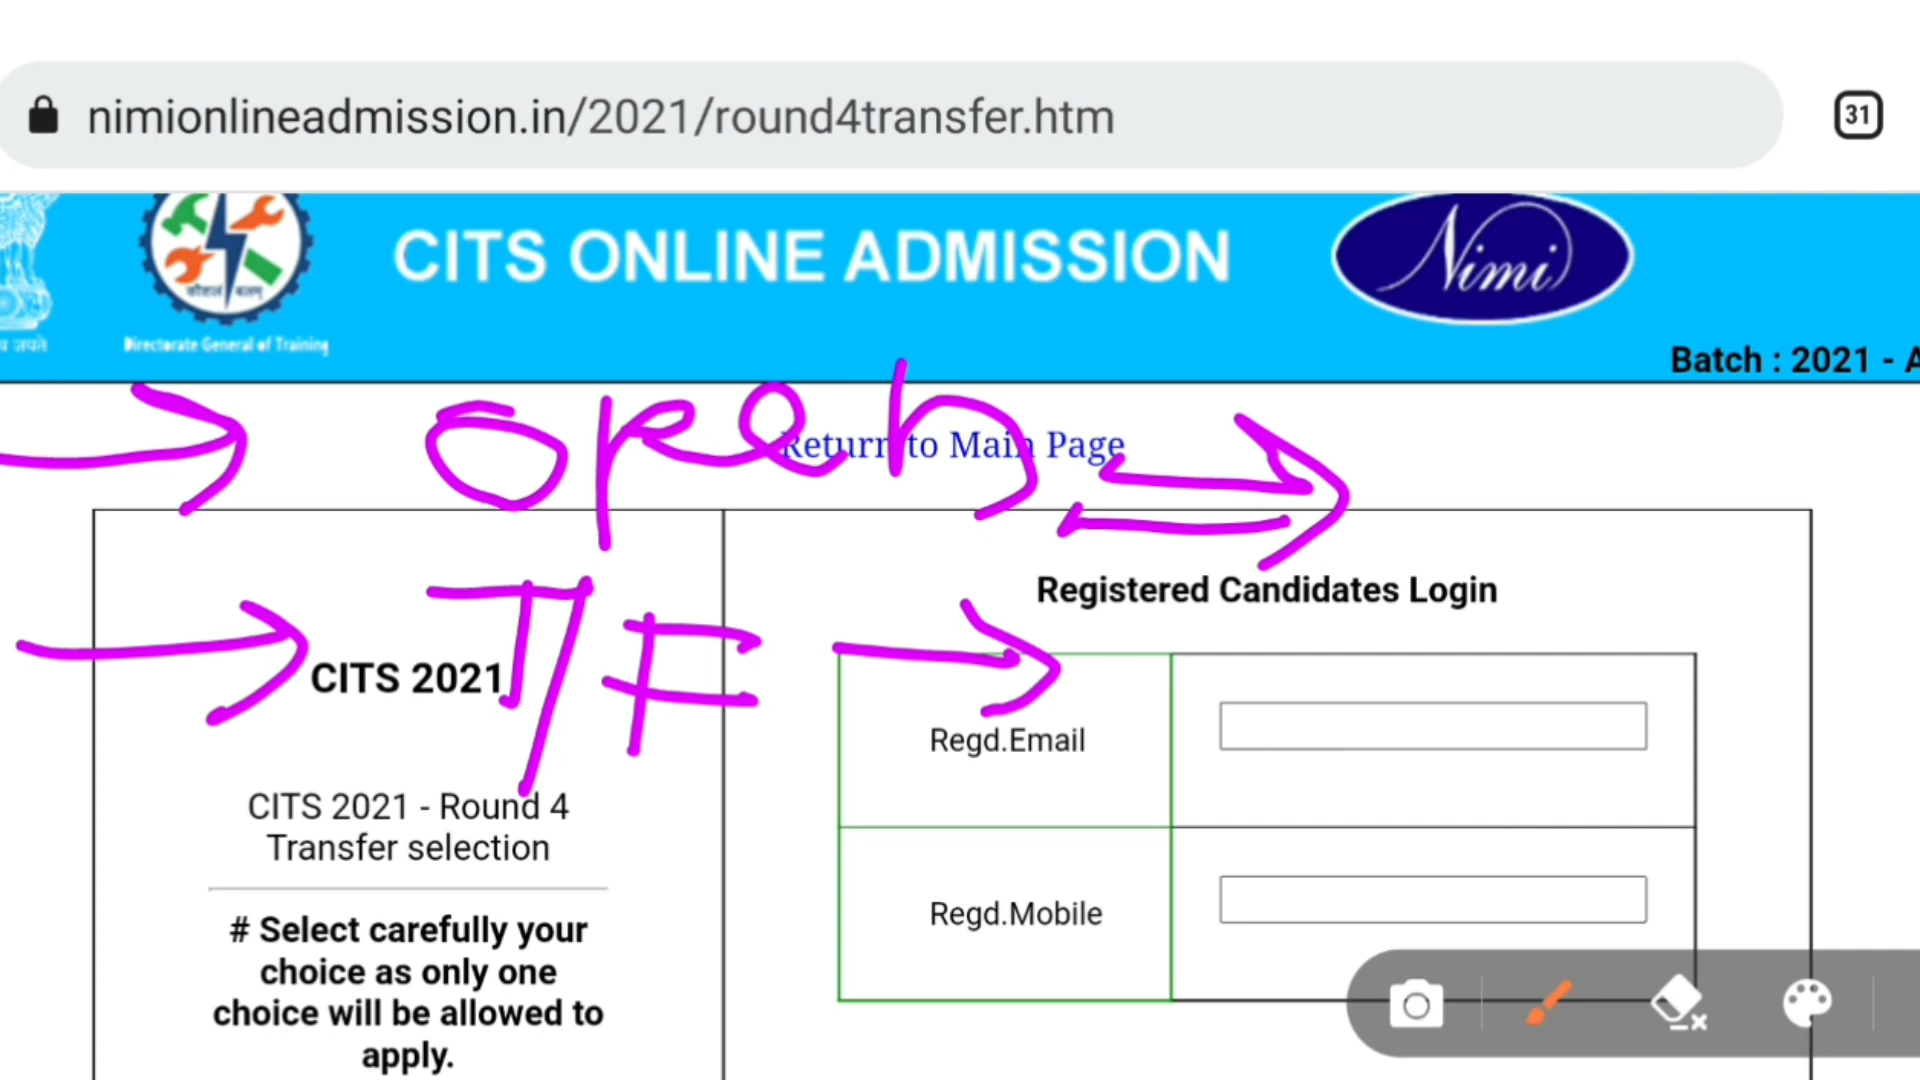 nimionlineadmission.in/2021/round4transfer.htm
31
CITS ONLINE ADMISSION
Nimi
कौशलं बलम्
Directorate General of Training
Batch : 2021 - A
open
Return to Main Page
Registered Candidates Login
CITS 2021
Regd.Email
CITS 2021 - Round 4
Transfer selection
Regd.Mobile
# Select carefully your
choice as only one
choice will be allowed to
apply.